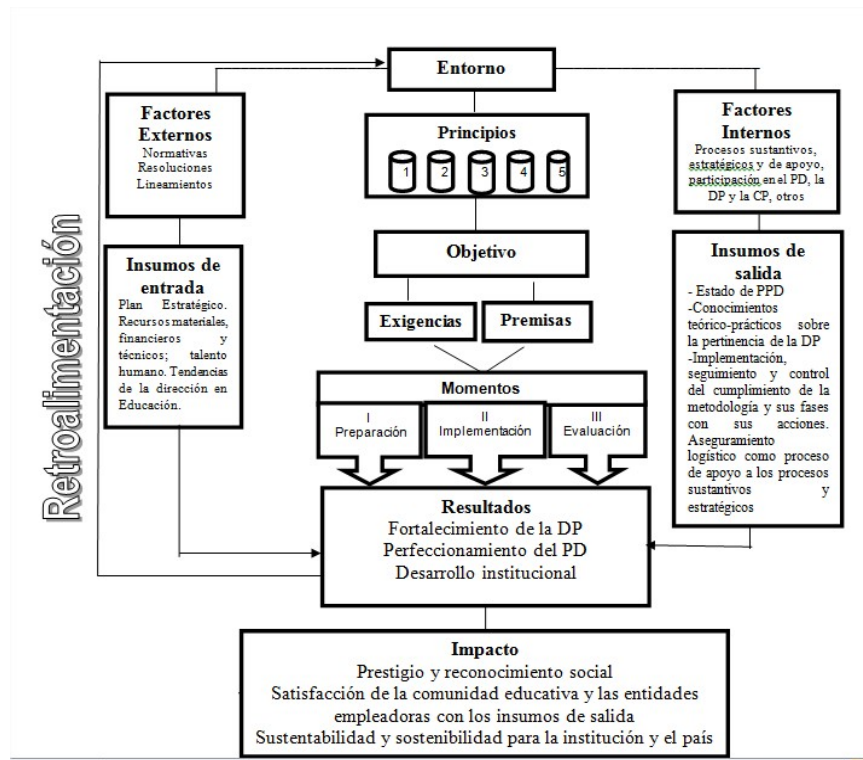 Retroalimentación
Entorno
Factores
Externos
Normativas
Resoluciones
Lineamientos
Principios
1 2 3 4 5
Factores
Internos
Procesos sustantivos,
estratégicos y de apoyo,
participación en el PD, la
DP y la CP, otros
Insumos de
entrada
Plan Estratégico.
Recursos materiales,
financieros y
técnicos; talento
humano. Tendencias
de la dirección en
Educación.
Objetivo
Exigencias
Premisas
Momentos
I
Preparación
II
Implementación
III
Evaluación
Insumos de
salida
- Estado de PPD
-Conocimientos
teórico-prácticos sobre
la pertinencia de la DP
-Implementación,
seguimiento y control
del cumplimiento de la
metodología y sus fases
con sus acciones.
Aseguramiento
logístico como proceso
de apoyo a los procesos
sustantivos y
estratégicos
Resultados
Fortalecimiento de la DP
Perfeccionamiento del PD
Desarrollo institucional
Impacto
Prestigio y reconocimiento social
Satisfacción de la comunidad educativa y las entidades
empleadoras con los insumos de salida
Sustentabilidad y sostenibilidad para la institución y el país